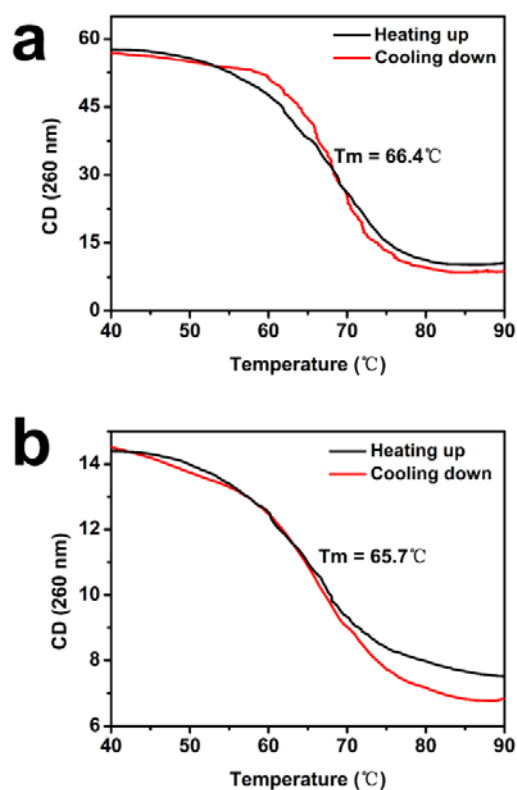 a
Heating up
Cooling down
Tm = 66.4℃
CD (260 nm)
60
45
30
15
0
40 50 60 70 80 90
Temperature (℃)
b
Heating up
Cooling down
Tm = 65.7℃
CD (260 nm)
14
12
10
8
6
40 50 60 70 80 90
Temperature (℃)